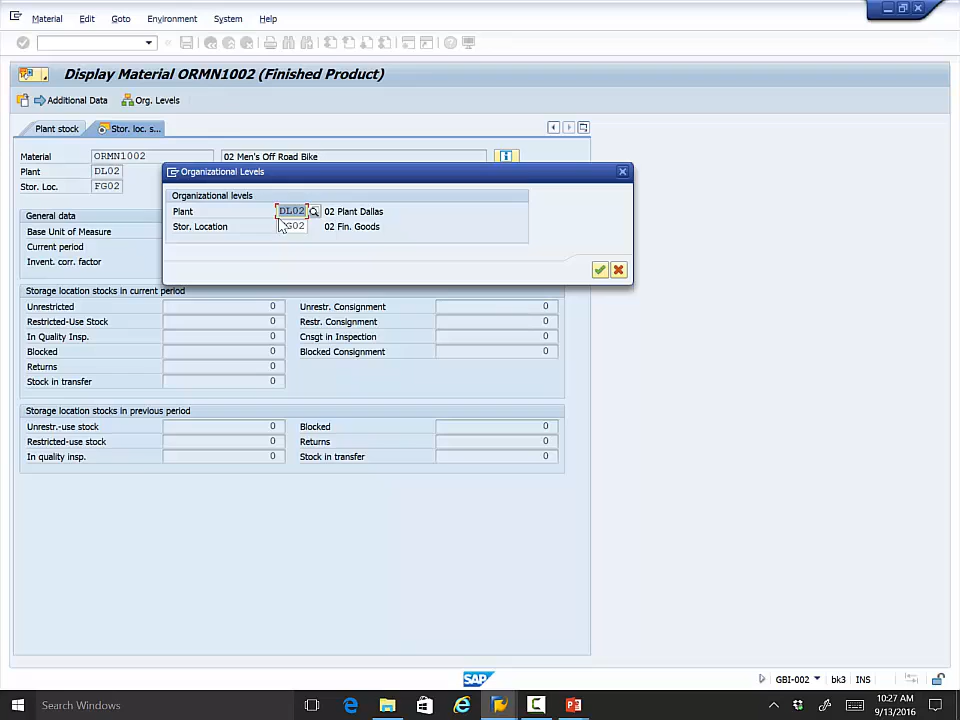 Material Edit Goto Environment System Help
Display Material ORMN1002 (Finished Product)
Additional Data Org. Levels
Plant stock Stor. loc. s...
Material ORMN1002 02 Men's Off Road Bike
Plant DL02
Stor. Loc. FG02
Organizational Levels
Organizational levels
Plant DL02 02 Plant Dallas
Stor. Location FG02 02 Fin. Goods
General data
Base Unit of Measure
Current period
Invent. corr. factor
Storage location stocks in current period
Unrestricted 0 Unrestr. Consignment 0
Restricted-Use Stock 0 Restr. Consignment 0
In Quality Insp. 0 Cnsgt in Inspection 0
Blocked 0 Blocked Consignment 0
Returns 0
Stock in transfer 0
Storage location stocks in previous period
Unrestr.-use stock 0 Blocked 0
Restricted-use stock 0 Returns 0
In quality insp. 0 Stock in transfer 0
SAP GBI-002 bk3 INS
Search Windows 10:27 AM
9/13/2016